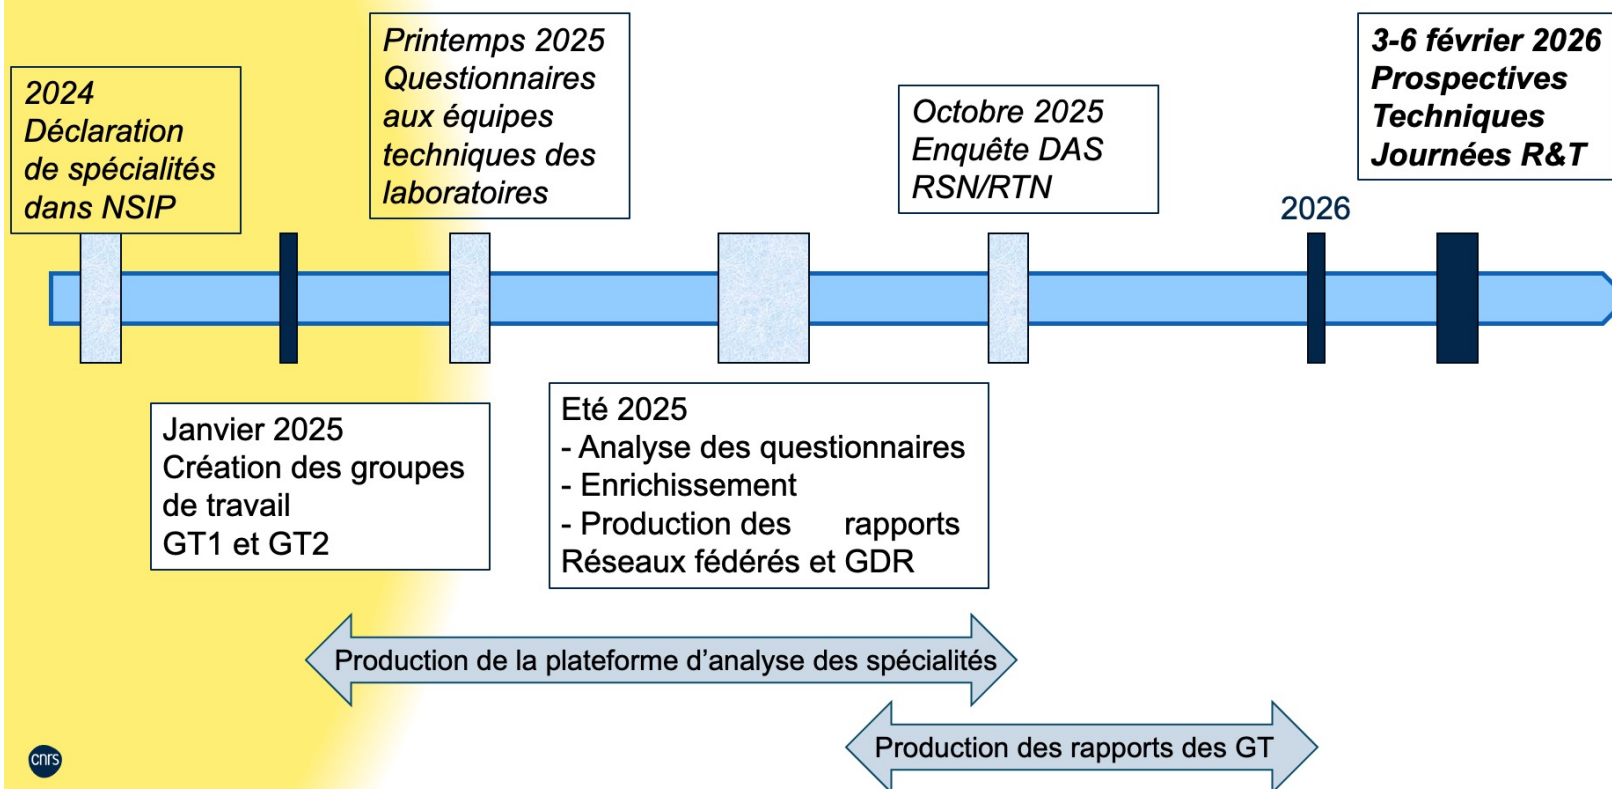 2024
Déclaration
de spécialités
dans NSIP
Printemps 2025
Questionnaires
aux équipes
techniques des
laboratoires
Octobre 2025
Enquête DAS
RSN/RTN
3-6 février 2026
Prospectives
Techniques
Journées R&T
2026
Janvier 2025
Création des groupes
de travail
GT1 et GT2
Eté 2025
- Analyse des questionnaires
- Enrichissement
- Production des rapports
Réseaux fédérés et GDR
Production de la plateforme d’analyse des spécialités
Production des rapports des GT
cnrs